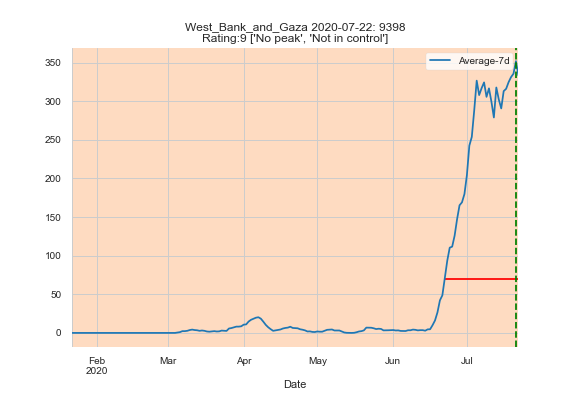 West_Bank_and_Gaza 2020-07-22: 9398
Rating:9 ['No peak', 'Not in control']
Average-7d
350
300
250
200
150
100
50
0
Feb Mar Apr May Jun Jul
2020
Date